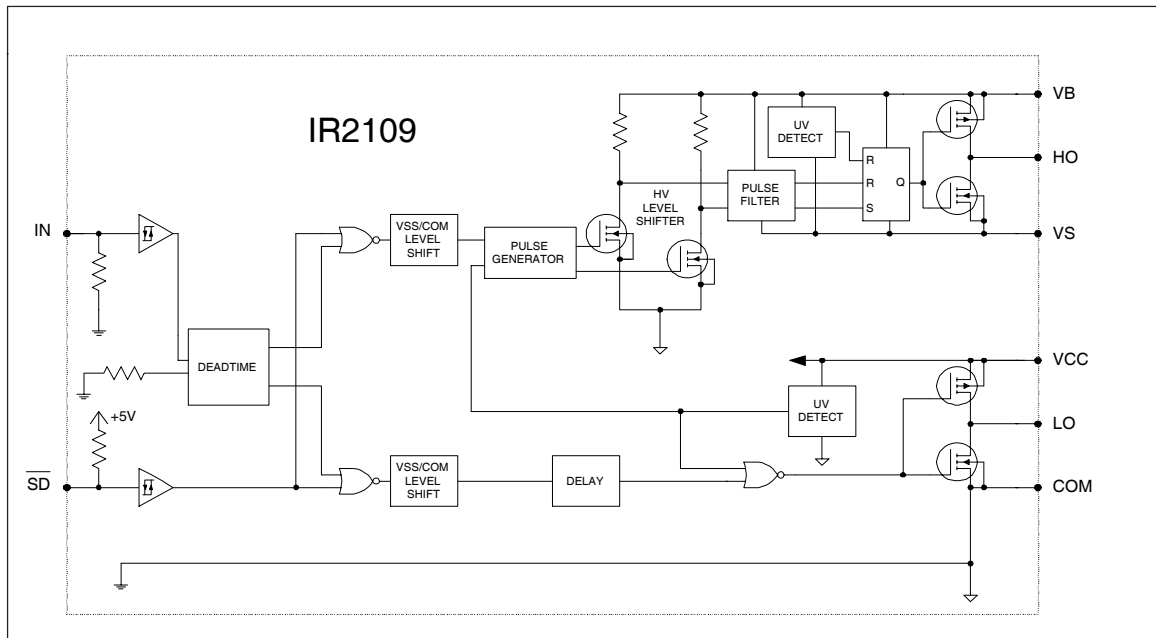 IR2109
VB
UV
DETECT
R
R
S
Q
HO
PULSE
FILTER
HV
LEVEL
SHIFTER
VS
IN
VSS/COM
LEVEL
SHIFT
PULSE
GENERATOR
DEADTIME
+5V
VCC
UV
DETECT
LO
S̅D̅
VSS/COM
LEVEL
SHIFT
DELAY
COM